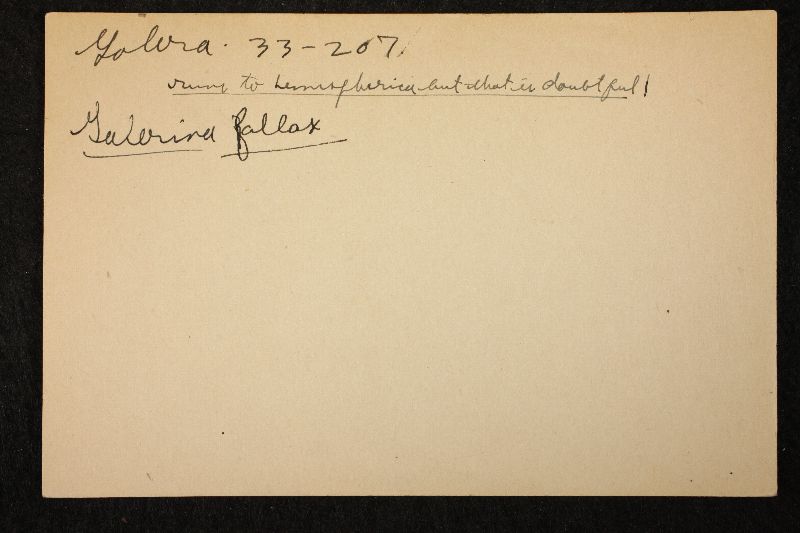 Galera. 33-207.
runs to hemispherica but that is doubtful!
Galerina fallax